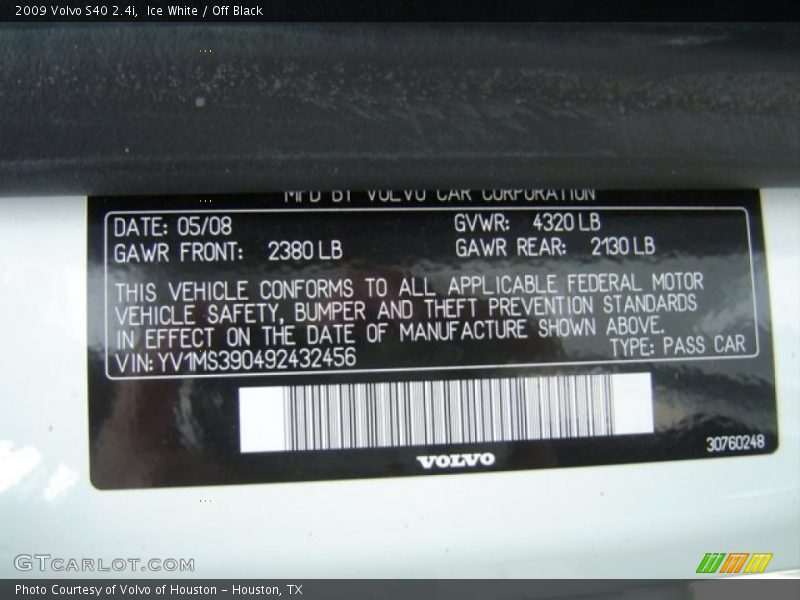 2009 Volvo S40 2.4i, Ice White / Off Black
MFD BY VOLVO CAR CORPORATION
DATE: 05/08 GVWR: 4320 LB
GAWR FRONT: 2380 LB GAWR REAR: 2130 LB
THIS VEHICLE CONFORMS TO ALL APPLICABLE FEDERAL MOTOR
VEHICLE SAFETY, BUMPER AND THEFT PREVENTION STANDARDS
IN EFFECT ON THE DATE OF MANUFACTURE SHOWN ABOVE.
VIN: YV1MS390492432456 TYPE: PASS CAR
VOLVO
30760248
GTCARLOT.COM
Photo Courtesy of Volvo of Houston - Houston, TX